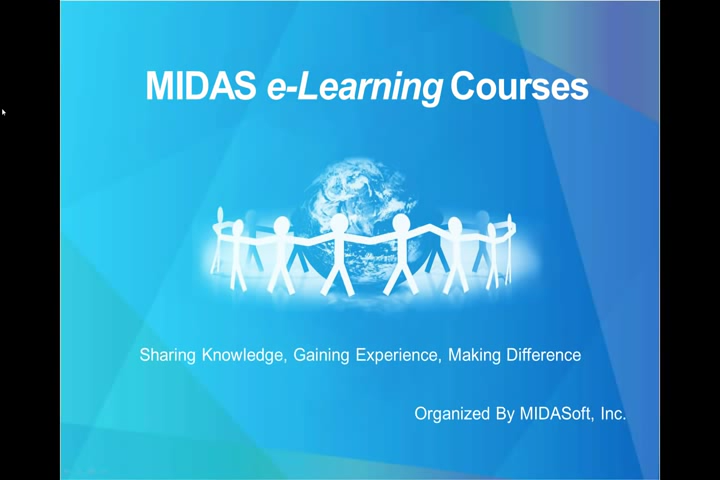 MIDAS e-Learning Courses
Sharing Knowledge, Gaining Experience, Making Difference
Organized By MIDASoft, Inc.